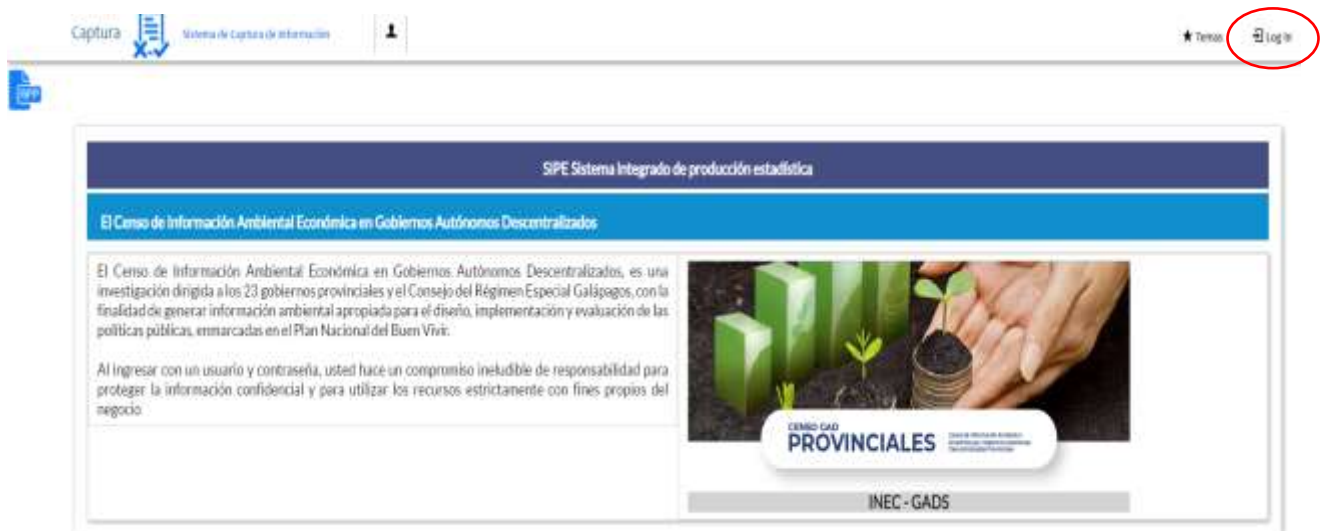 Captura
Sistema de Captura de Información
Temas
Log In
SIPE Sistema Integrado de producción estadística
El Censo de Información Ambiental Económica en Gobiernos Autónomos Descentralizados
El Censo de Información Ambiental Económica en Gobiernos Autónomos Descentralizados, es una
investigación dirigida a los 23 gobiernos provinciales y el Consejo del Régimen Especial Galápagos, con la
finalidad de generar información ambiental apropiada para el diseño, implementación y evaluación de las
políticas públicas, enmarcadas en el Plan Nacional del Buen Vivir.
Al ingresar con un usuario y contraseña, usted hace un compromiso ineludible de responsabilidad para
proteger la información confidencial y para utilizar los recursos estrictamente con fines propios del
negocio
CENSO GAD
PROVINCIALES
INEC - GADS